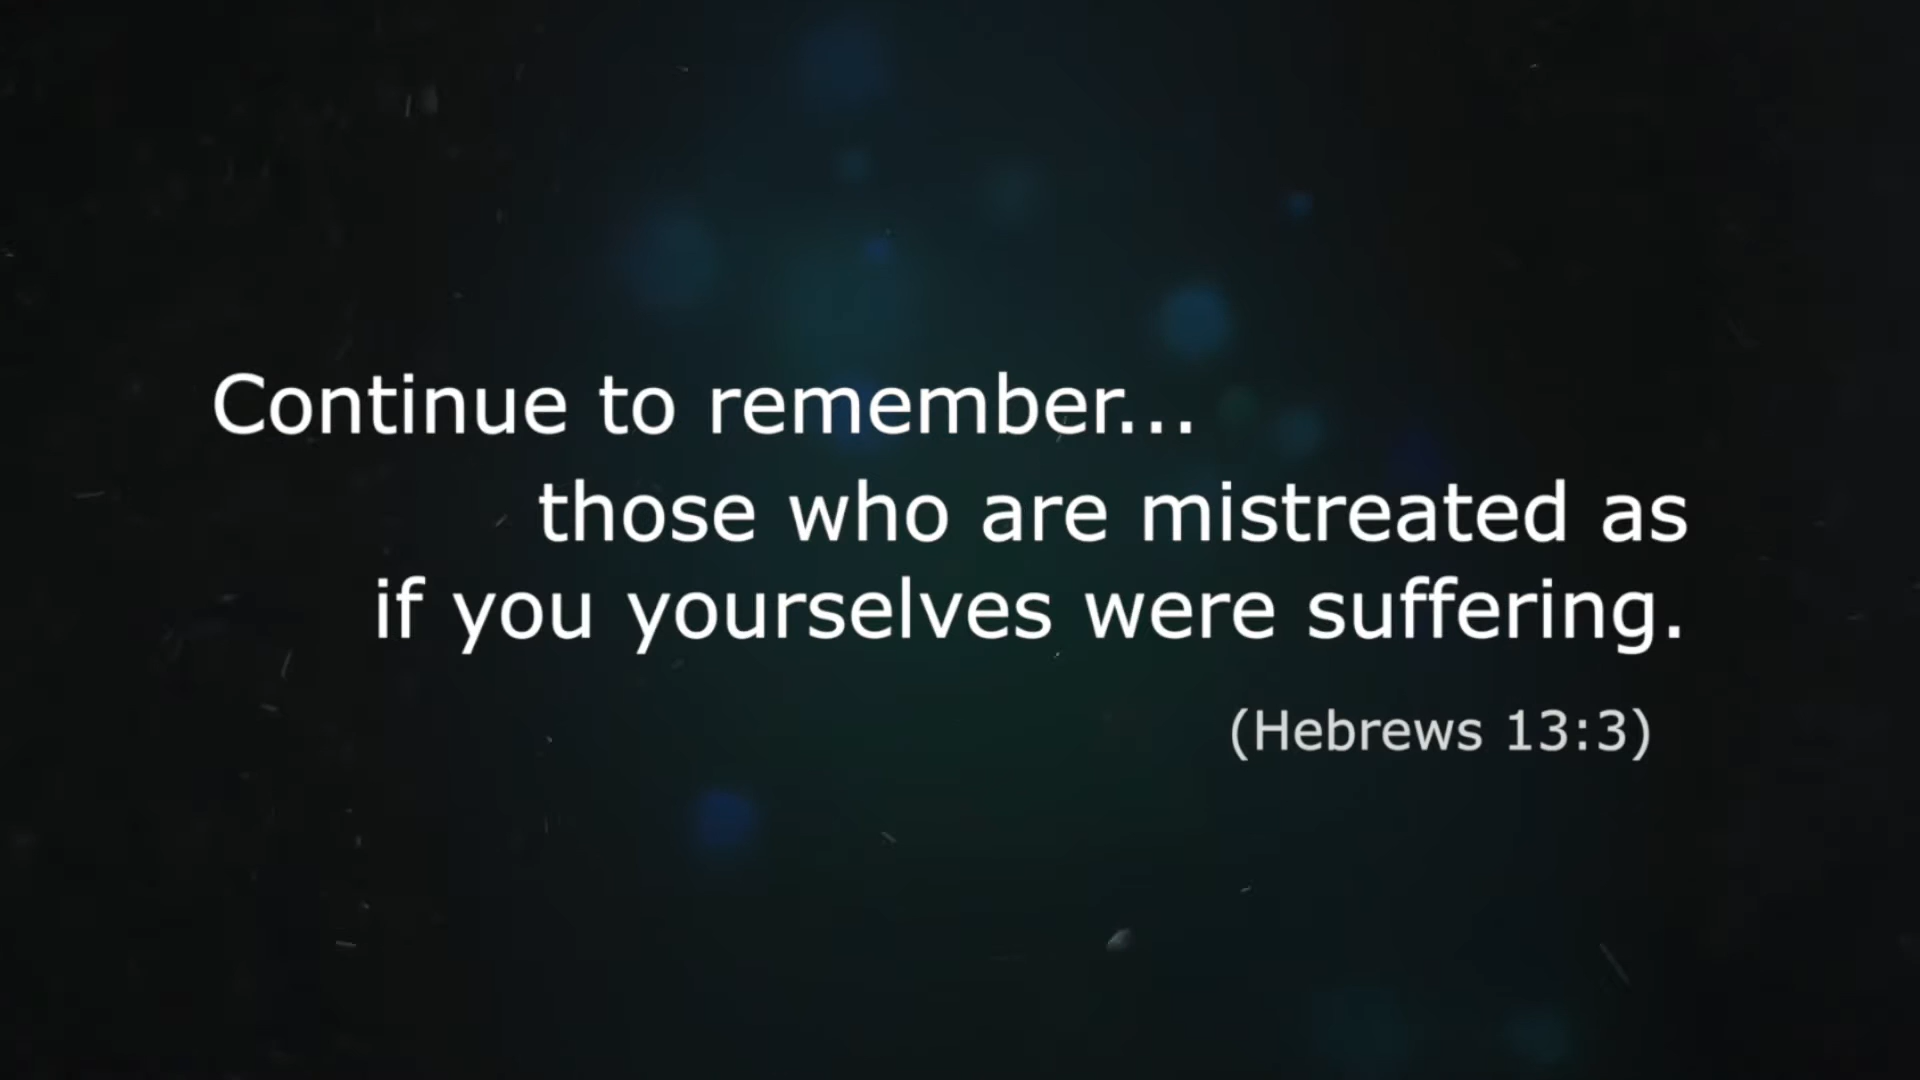 Continue to remember...
those who are mistreated as
if you yourselves were suffering.
(Hebrews 13:3)